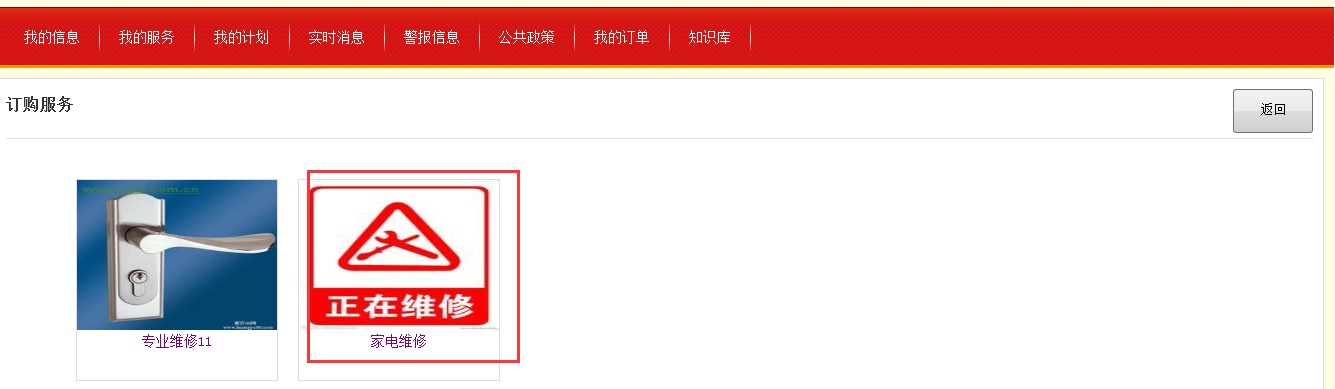 我的信息
我的服务
我的计划
实时消息
警报信息
公共政策
我的订单
知识库
订购服务
返回
正在维修
专业维修11
家电维修